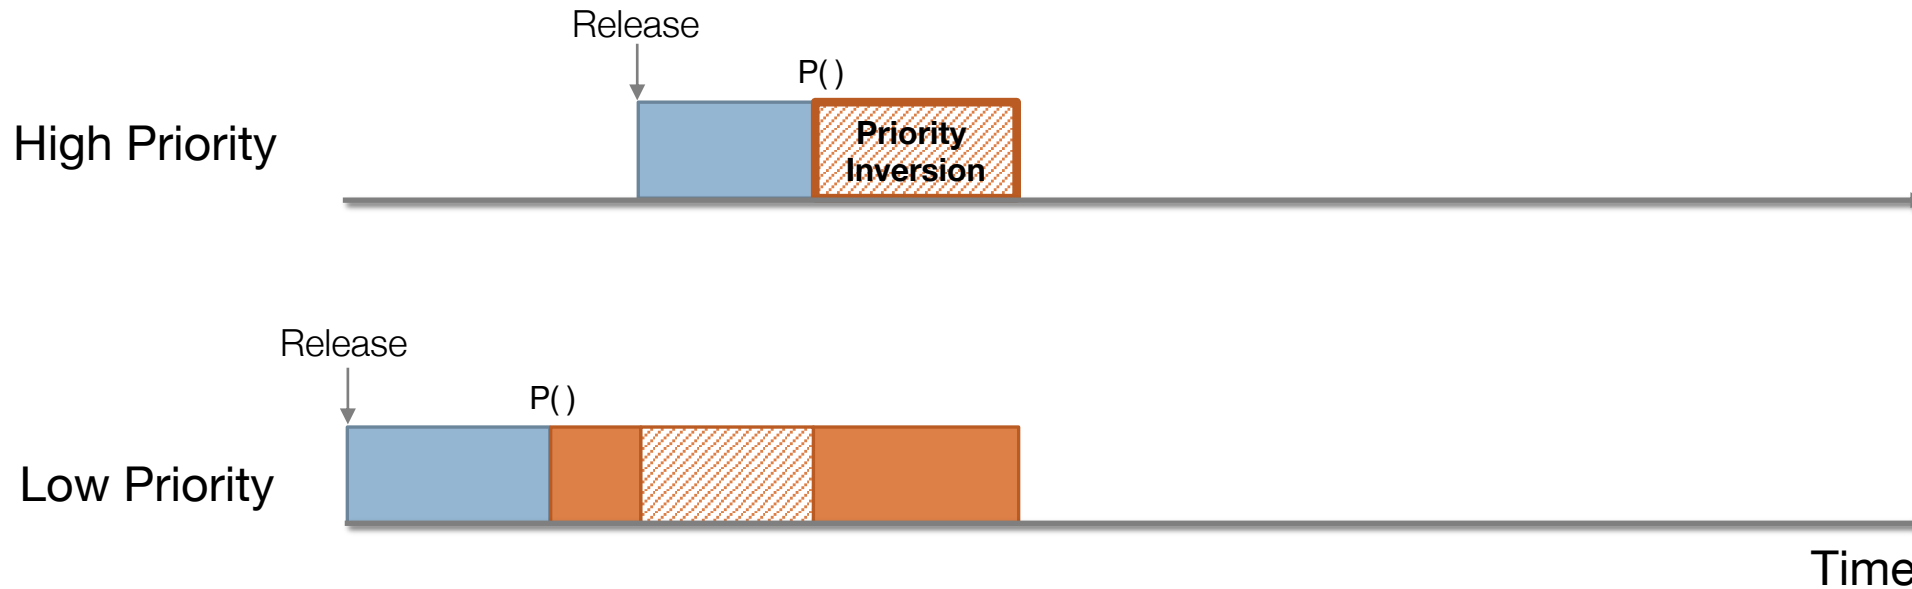 Release
P( )
High Priority
Priority
Inversion
Release
P( )
Low Priority
Time